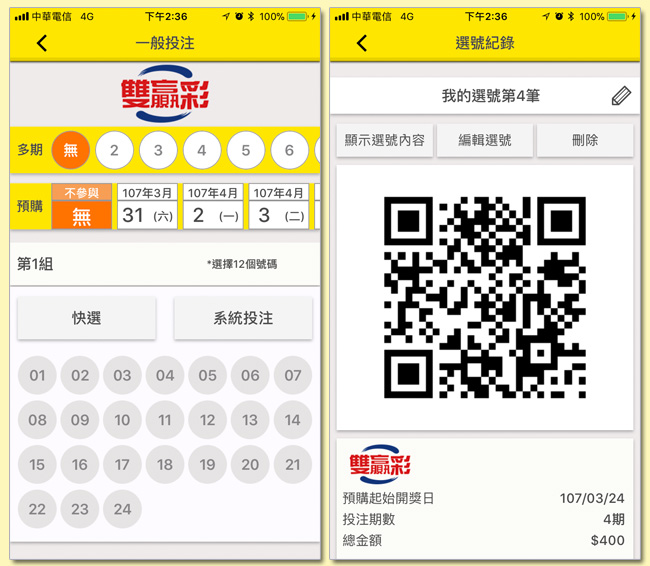 中華電信 4G 下午2:36 100%
一般投注
雙贏彩
多期 無 2 3 4 5 6
預購 不參與 無 107年3月 31 (六) 107年4月 2 (一) 107年4月 3 (二)
第1組 *選擇12個號碼
快選 系統投注
01 02 03 04 05 06 07
08 09 10 11 12 13 14
15 16 17 18 19 20 21
22 23 24
中華電信 4G 下午2:36 100%
選號紀錄
我的選號第4筆
顯示選號內容 編輯選號 刪除
雙贏彩
預購起始開獎日 107/03/24
投注期數 4期
總金額 $400